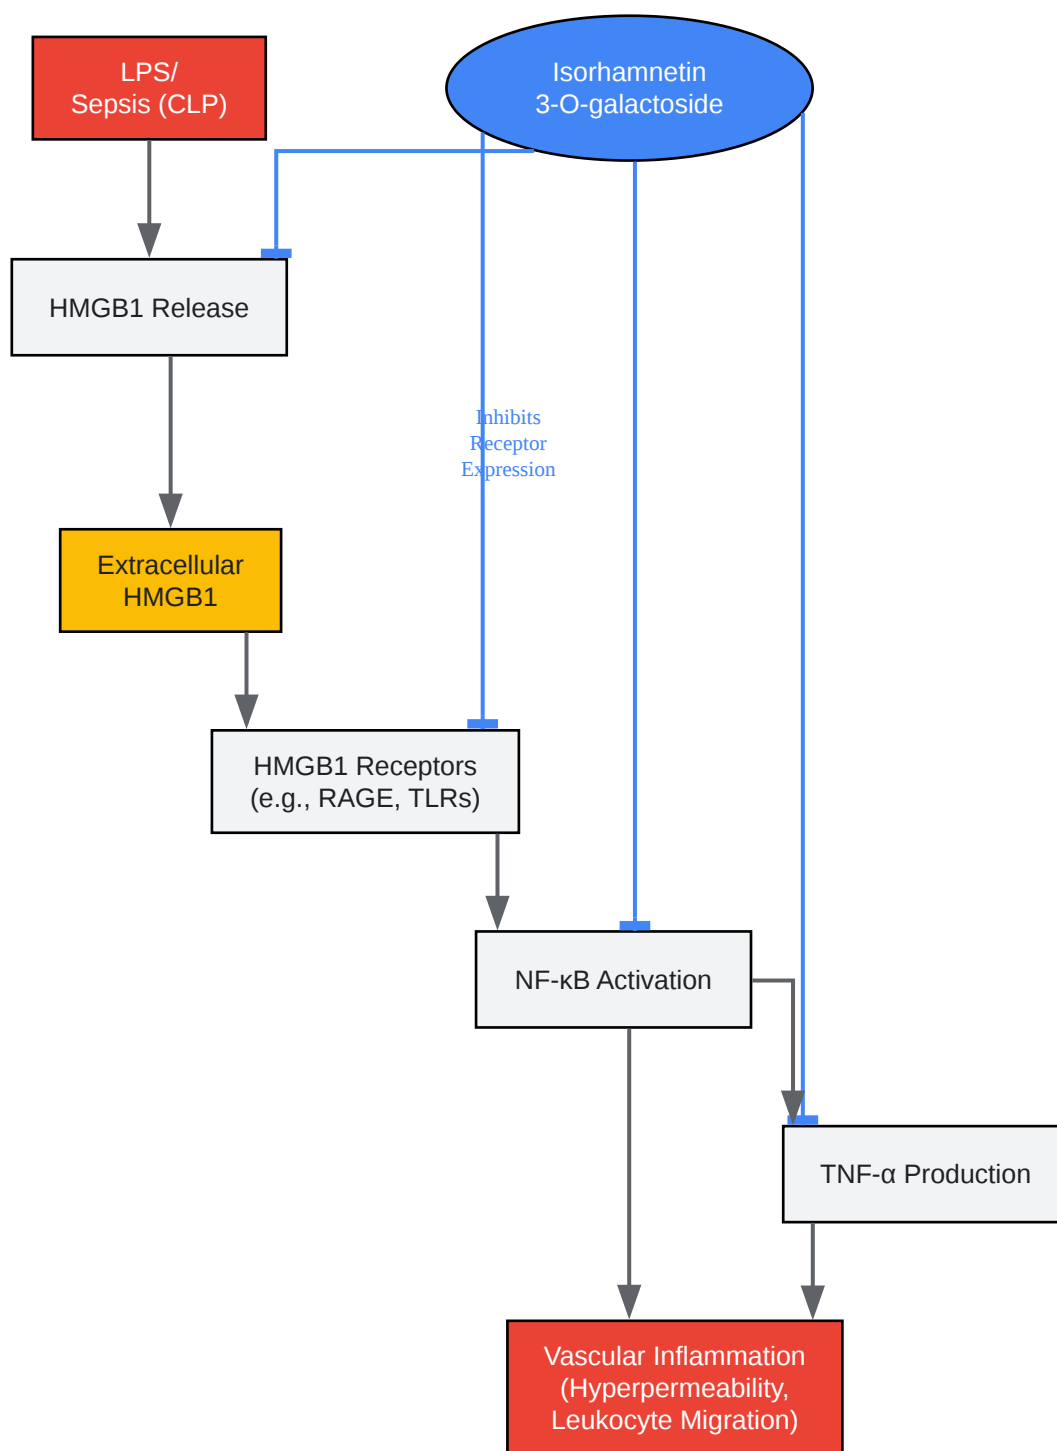 LPS/
Sepsis (CLP)
Isorhamnetin
3-O-galactoside
HMGB1 Release
Inhibits
Receptor
Expression
Extracellular
HMGB1
HMGB1 Receptors
(e.g., RAGE, TLRs)
NF-κB Activation
TNF-α Production
Vascular Inflammation
(Hyperpermeability,
Leukocyte Migration)